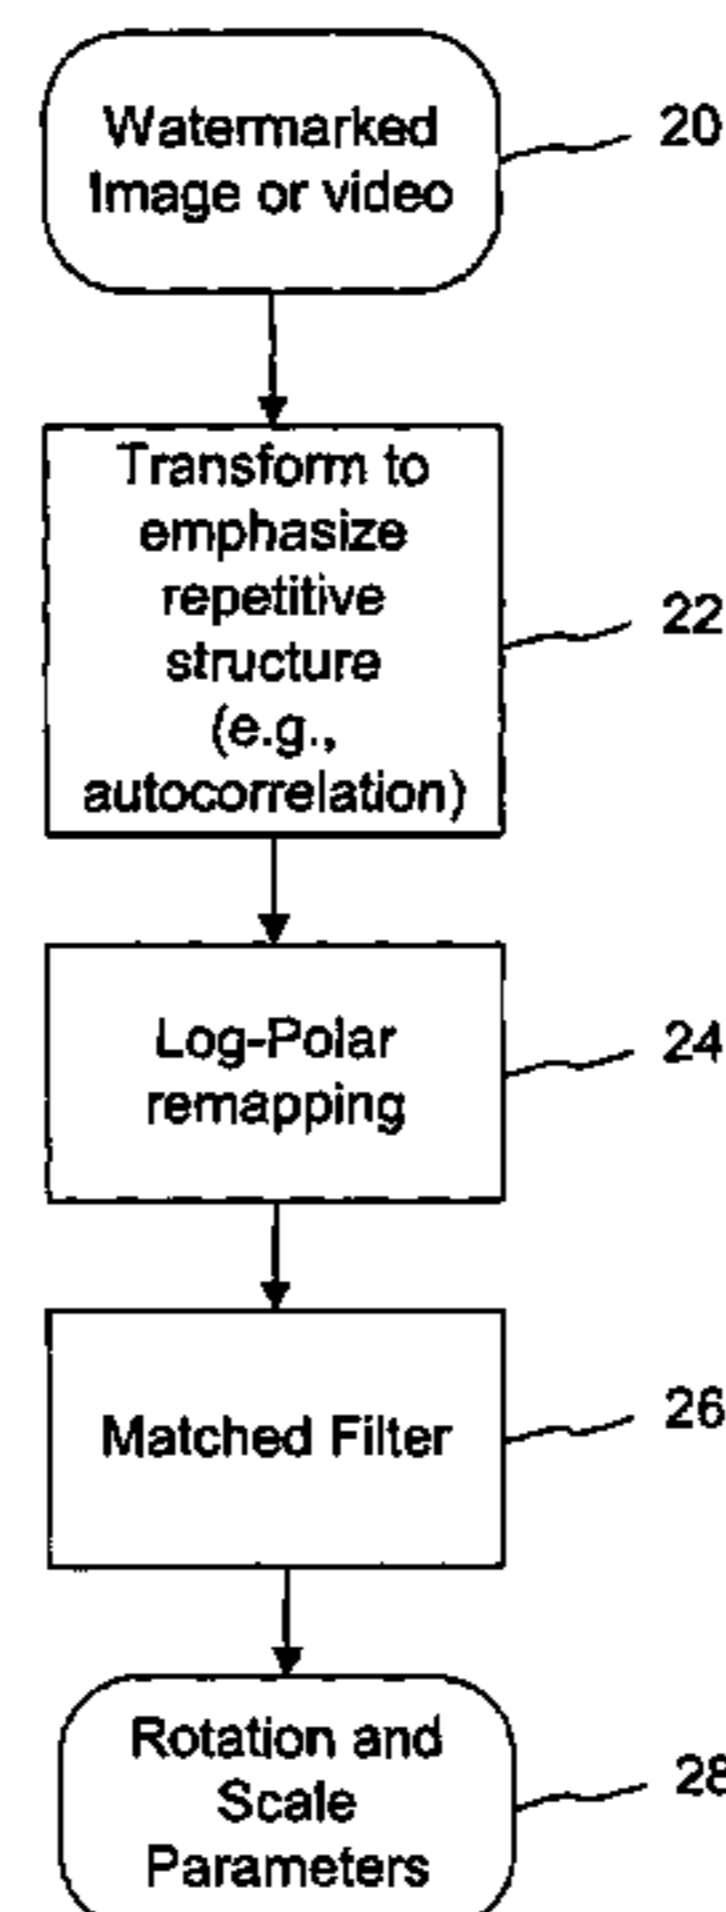 Watermarked
Image or video
20
Transform to
emphasize
repetitive
structure
(e.g.,
autocorrelation)
22
Log-Polar
remapping
24
Matched Filter
26
Rotation and
Scale
Parameters
28